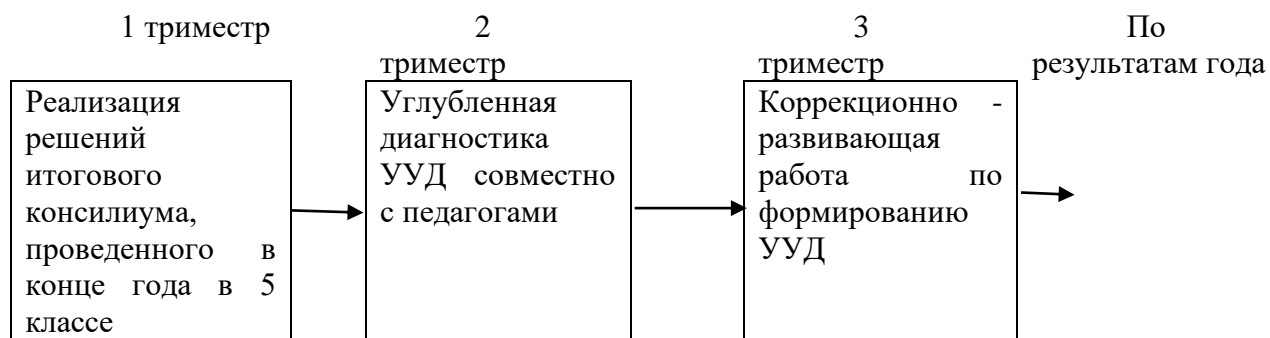 1 триместр
2
триместр
3
триместр
По
результатам года
Реализация
решений
итогового
консилиума,
проведенного в
конце года в 5
классе
Углубленная
диагностика
УУД совместно
с педагогами
Коррекционно -
развивающая
работа по
формированию
УУД